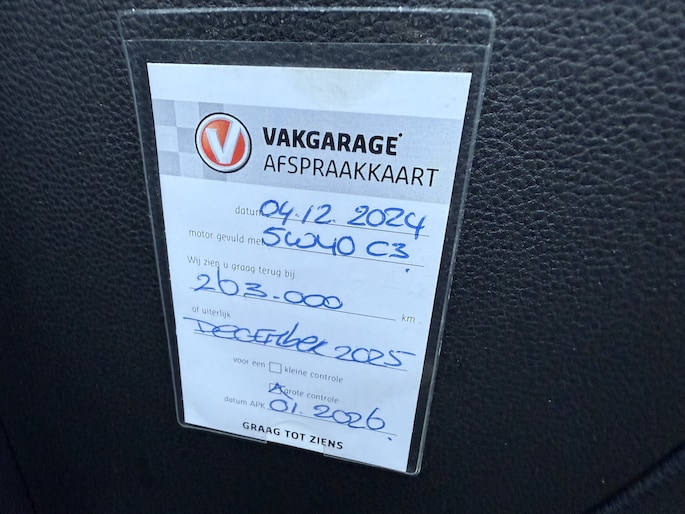 V VAKGARAGE
AFSPRAAKKAART
datum 04.12.2024
motor gevuld met 5W40 C3
Wij zien u graag terug bij
263.000 km
of uiterlijk
December 2025
voor een kleine controle
grote controle
datum APK 01.2026
GRAAG TOT ZIENS